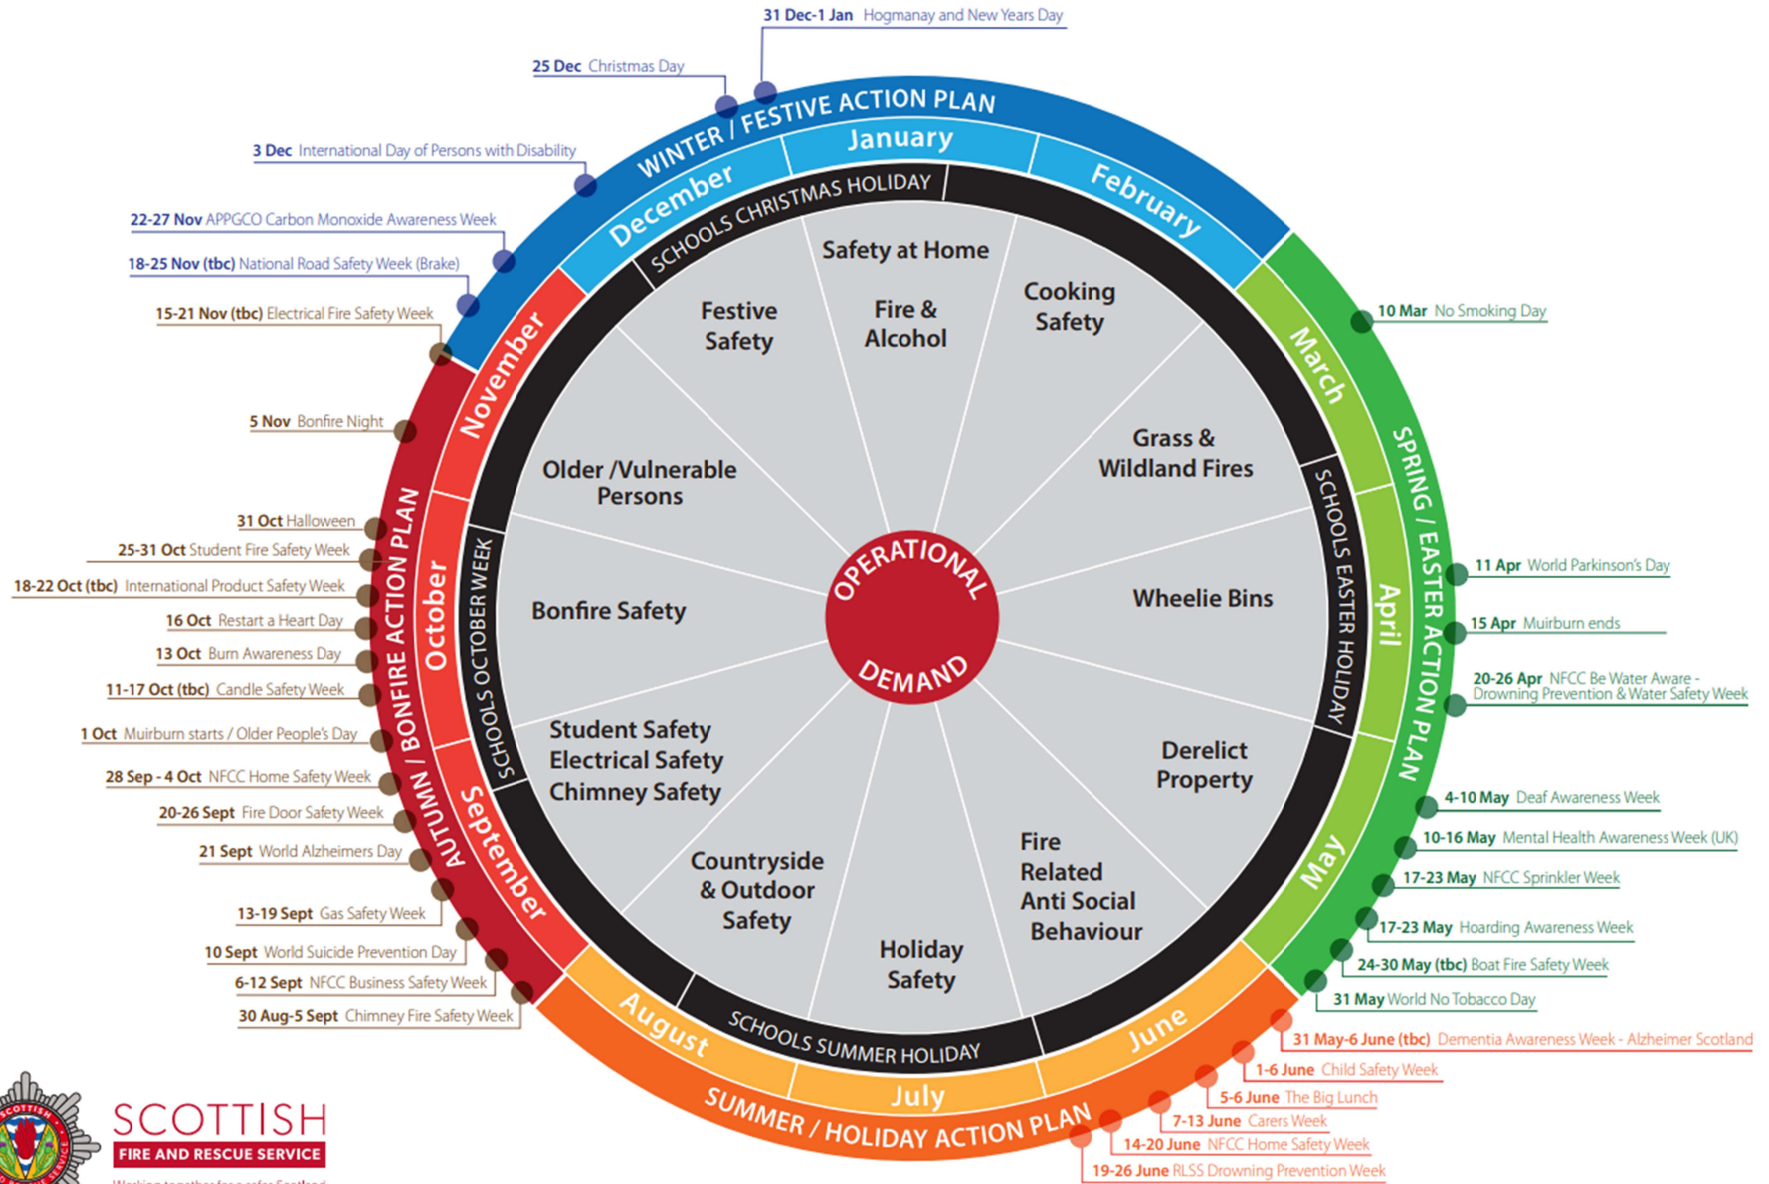 31 Dec-1 Jan Hogmanay and New Years Day
25 Dec Christmas Day
3 Dec International Day of Persons with Disability
22-27 Nov APPGCO Carbon Monoxide Awareness Week
18-25 Nov (tbc) National Road Safety Week (Brake)
15-21 Nov (tbc) Electrical Fire Safety Week
5 Nov Bonfire Night
31 Oct Halloween
25-31 Oct Student Fire Safety Week
18-22 Oct (tbc) International Product Safety Week
16 Oct Restart a Heart Day
13 Oct Burn Awareness Day
11-17 Oct (tbc) Candle Safety Week
1 Oct Muirburn starts / Older People's Day
28 Sep - 4 Oct NFCC Home Safety Week
20-26 Sept Fire Door Safety Week
21 Sept World Alzheimers Day
13-19 Sept Gas Safety Week
10 Sept World Suicide Prevention Day
6-12 Sept NFCC Business Safety Week
30 Aug-5 Sept Chimney Fire Safety Week
WINTER / FESTIVE ACTION PLAN
December
January
February
SCHOOLS CHRISTMAS HOLIDAY
SPRING / EASTER ACTION PLAN
March
April
May
SCHOOLS EASTER HOLIDAY
SUMMER / HOLIDAY ACTION PLAN
June
July
August
SCHOOLS SUMMER HOLIDAY
AUTUMN / BONFIRE ACTION PLAN
September
October
November
SCHOOLS OCTOBER WEEK
Safety at Home
Fire &
Alcohol
Cooking
Safety
Grass &
Wildland Fires
Wheelie Bins
Derelict
Property
Fire
Related
Anti Social
Behaviour
Holiday
Safety
Countryside
& Outdoor
Safety
Student Safety
Electrical Safety
Chimney Safety
Bonfire Safety
Older /Vulnerable
Persons
Festive
Safety
OPERATIONAL
DEMAND
10 Mar No Smoking Day
11 Apr World Parkinson's Day
15 Apr Muirburn ends
20-26 Apr NFCC Be Water Aware -
Drowning Prevention & Water Safety Week
4-10 May Deaf Awareness Week
10-16 May Mental Health Awareness Week (UK)
17-23 May NFCC Sprinkler Week
17-23 May Hoarding Awareness Week
24-30 May (tbc) Boat Fire Safety Week
31 May World No Tobacco Day
31 May-6 June (tbc) Dementia Awareness Week - Alzheimer Scotland
1-6 June Child Safety Week
5-6 June The Big Lunch
7-13 June Carers Week
14-20 June NFCC Home Safety Week
19-26 June RLSS Drowning Prevention Week
SCOTTISH
SCOTTISH
FIRE AND RESCUE SERVICE
Working together for a safer Scotland